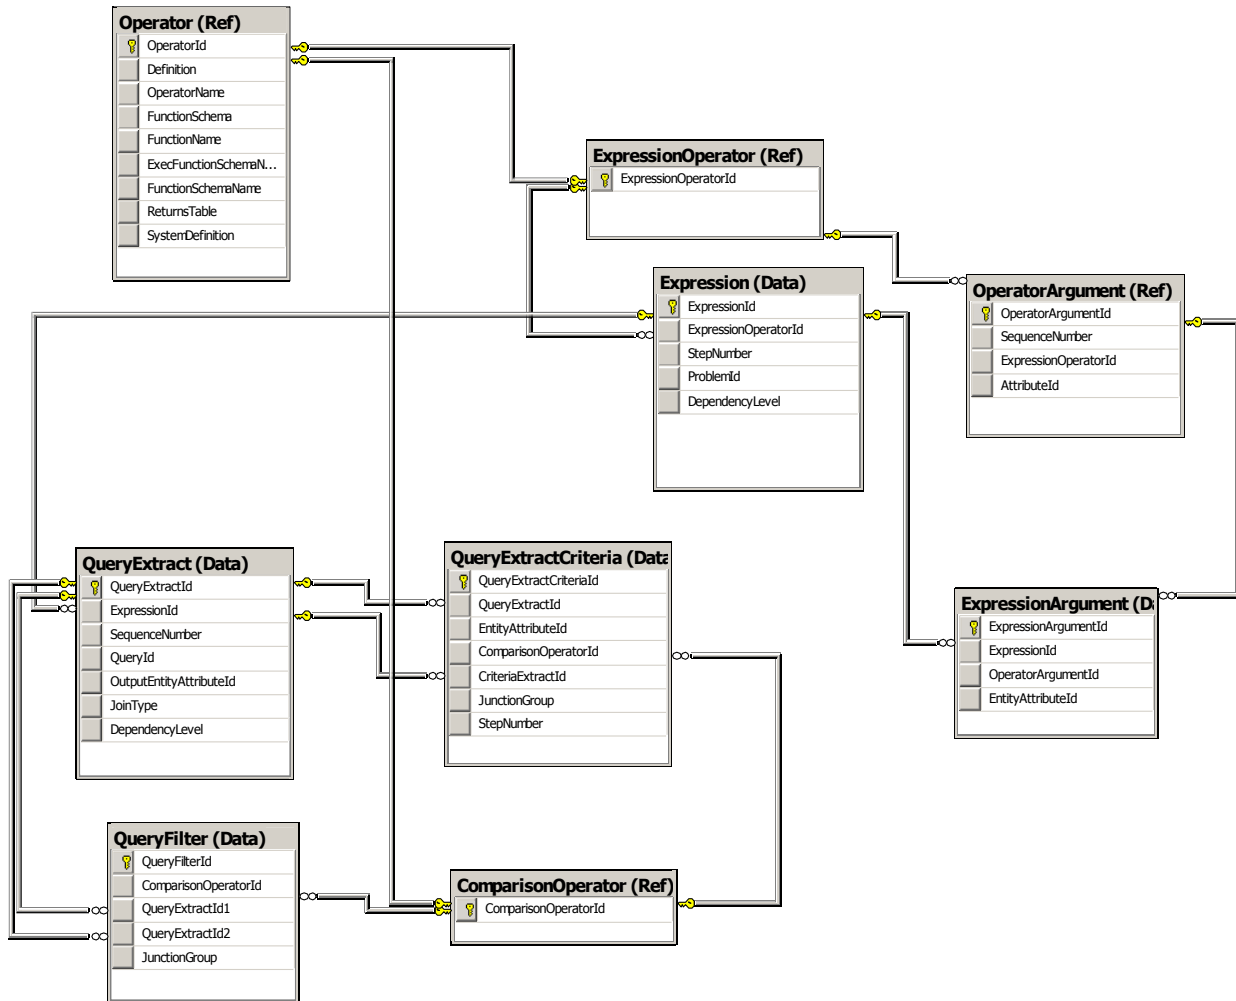 Operator (Ref)
OperatorId
Definition
OperatorName
FunctionSchema
FunctionName
ExecFunctionSchemaN...
FunctionSchemaName
ReturnsTable
SystemDefinition
ExpressionOperator (Ref)
ExpressionOperatorId
Expression (Data)
ExpressionId
ExpressionOperatorId
StepNumber
ProblemId
DependencyLevel
OperatorArgument (Ref)
OperatorArgumentId
SequenceNumber
ExpressionOperatorId
AttributeId
QueryExtract (Data)
QueryExtractId
ExpressionId
SequenceNumber
QueryId
OutputEntityAttributeId
JoinType
DependencyLevel
QueryExtractCriteria (Data
QueryExtractCriteriaId
QueryExtractId
EntityAttributeId
ComparisonOperatorId
CriteriaExtractId
JunctionGroup
StepNumber
ExpressionArgument (Da
ExpressionArgumentId
ExpressionId
OperatorArgumentId
EntityAttributeId
QueryFilter (Data)
QueryFilterId
ComparisonOperatorId
QueryExtractId1
QueryExtractId2
JunctionGroup
ComparisonOperator (Ref)
ComparisonOperatorId